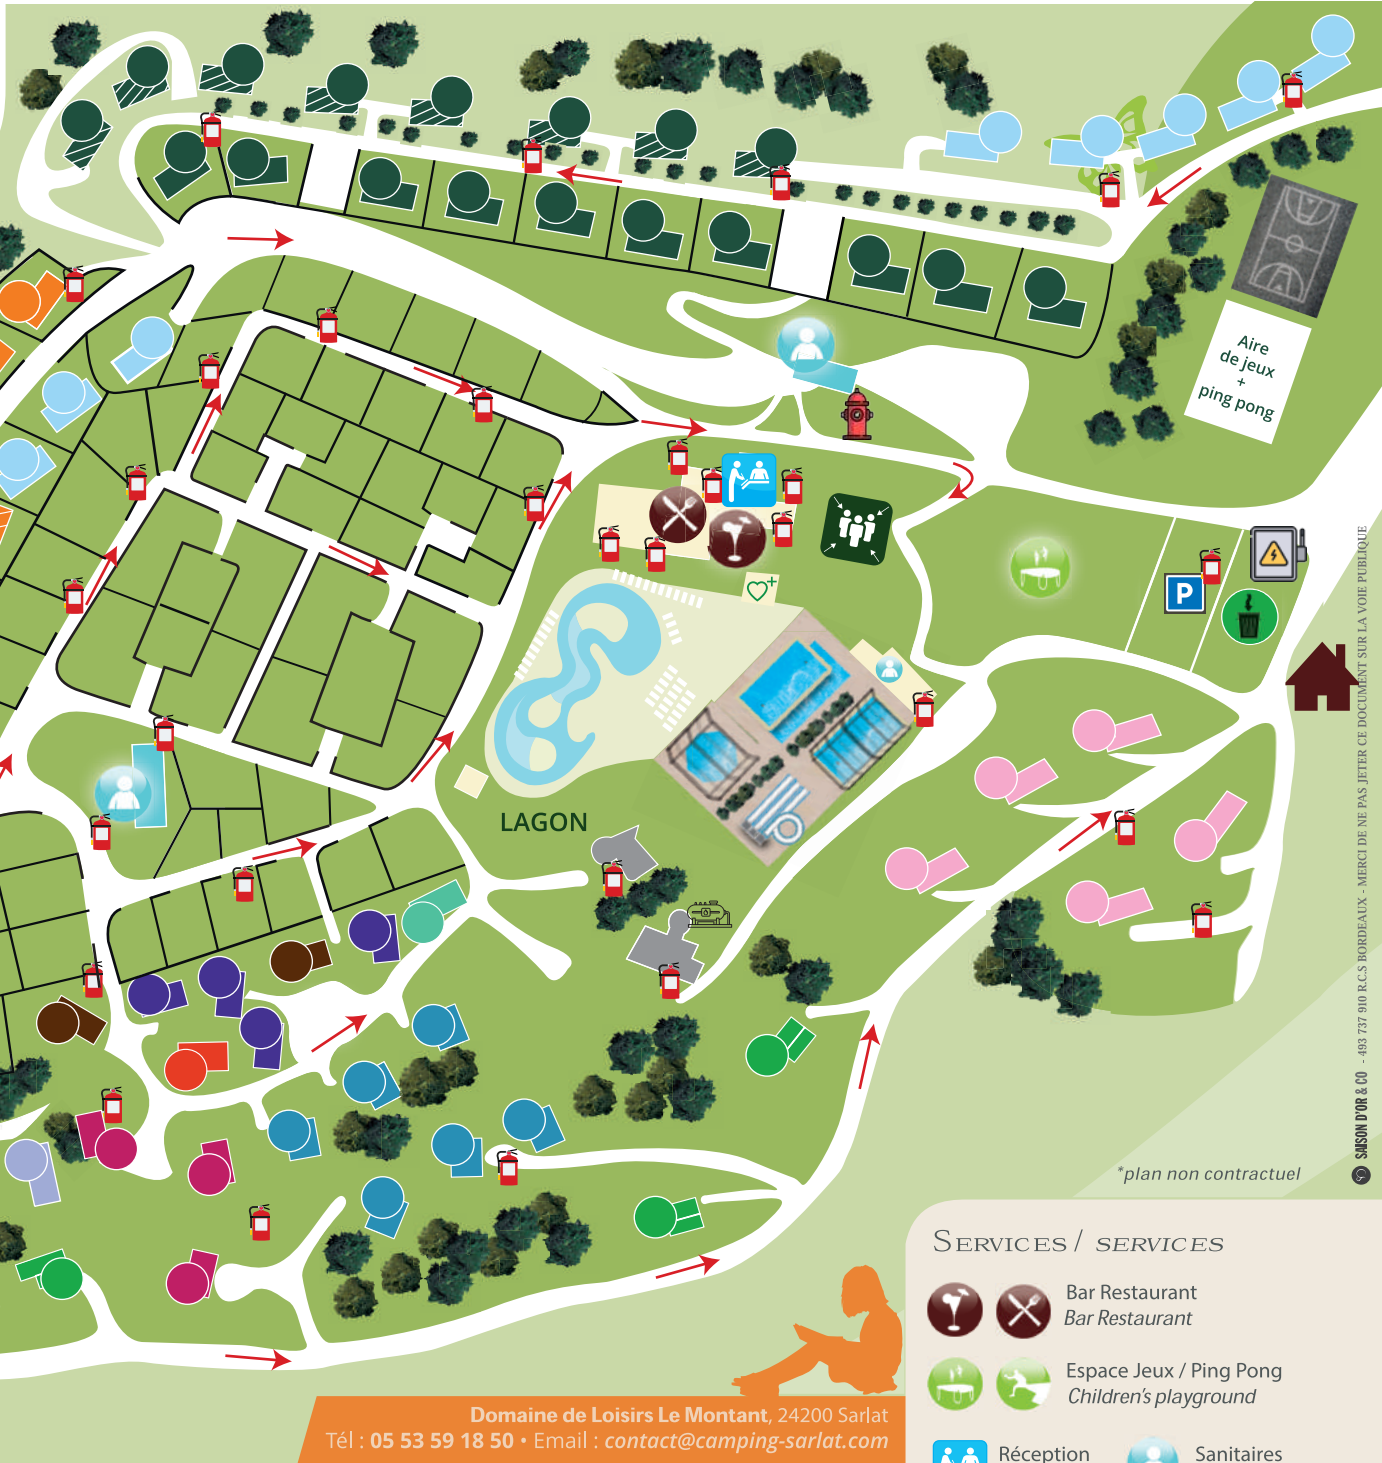 Aire
de jeux
+
ping pong
P
LAGON
SAISON D'OR & CO - 493 737 910 R.C.S BORDEAUX - MERCI DE NE PAS JETER CE DOCUMENT SUR LA VOIE PUBLIQUE
*plan non contractuel
SERVICES / SERVICES
Bar Restaurant
Bar Restaurant
Espace Jeux / Ping Pong
Children's playground
Réception
Sanitaires
Domaine de Loisirs Le Montant, 24200 Sarlat
Tél : 05 53 59 18 50 • Email : contact@camping-sarlat.com